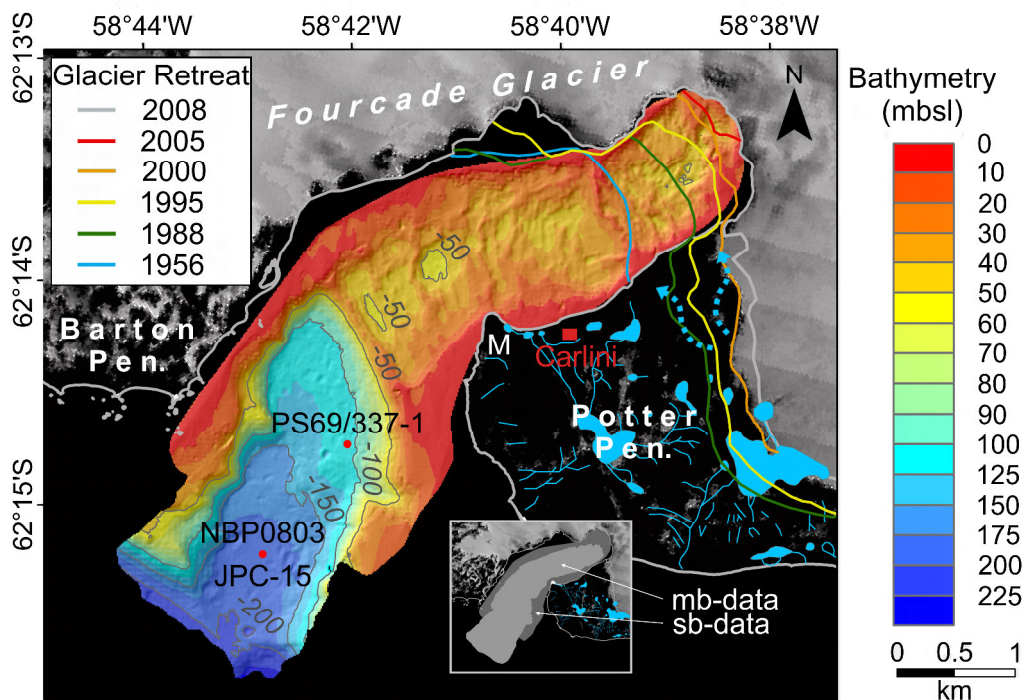 58°44'W 58°42'W 58°40'W 58°38'W
62°13'S
62°14'S
62°15'S
Glacier Retreat
2008
2005
2000
1995
1988
1956
Fourcade Glacier
N
Barton
Pen.
-50
-50
-50
M
Carlini
Potter
Pen.
PS69/337-1
-100
-150
NBP0803
JPC-15
-200
mb-data
sb-data
Bathymetry
(mbsl)
0
10
20
30
40
50
60
70
80
90
100
125
150
175
200
225
0 0.5 1
km